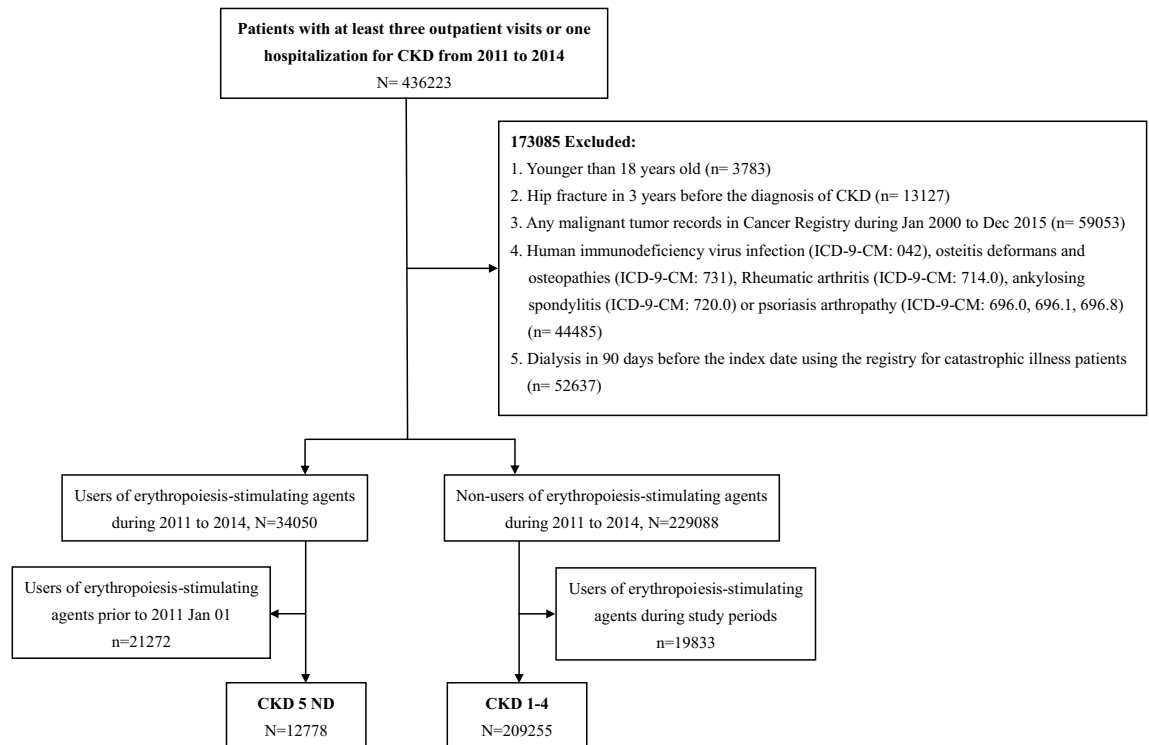 Patients with at least three outpatient visits or one
hospitalization for CKD from 2011 to 2014
N= 436223
173085 Excluded:
1. Younger than 18 years old (n= 3783)
2. Hip fracture in 3 years before the diagnosis of CKD (n= 13127)
3. Any malignant tumor records in Cancer Registry during Jan 2000 to Dec 2015 (n= 59053)
4. Human immunodeficiency virus infection (ICD-9-CM: 042), osteitis deformans and
osteopathies (ICD-9-CM: 731), Rheumatic arthritis (ICD-9-CM: 714.0), ankylosing
spondylitis (ICD-9-CM: 720.0) or psoriasis arthropathy (ICD-9-CM: 696.0, 696.1, 696.8)
(n= 44485)
5. Dialysis in 90 days before the index date using the registry for catastrophic illness patients
(n= 52637)
Users of erythropoiesis-stimulating agents
during 2011 to 2014, N=34050
Non-users of erythropoiesis-stimulating agents
during 2011 to 2014, N=229088
Users of erythropoiesis-stimulating
agents prior to 2011 Jan 01
n=21272
Users of erythropoiesis-stimulating
agents during study periods
n=19833
CKD 5 ND
N=12778
CKD 1-4
N=209255